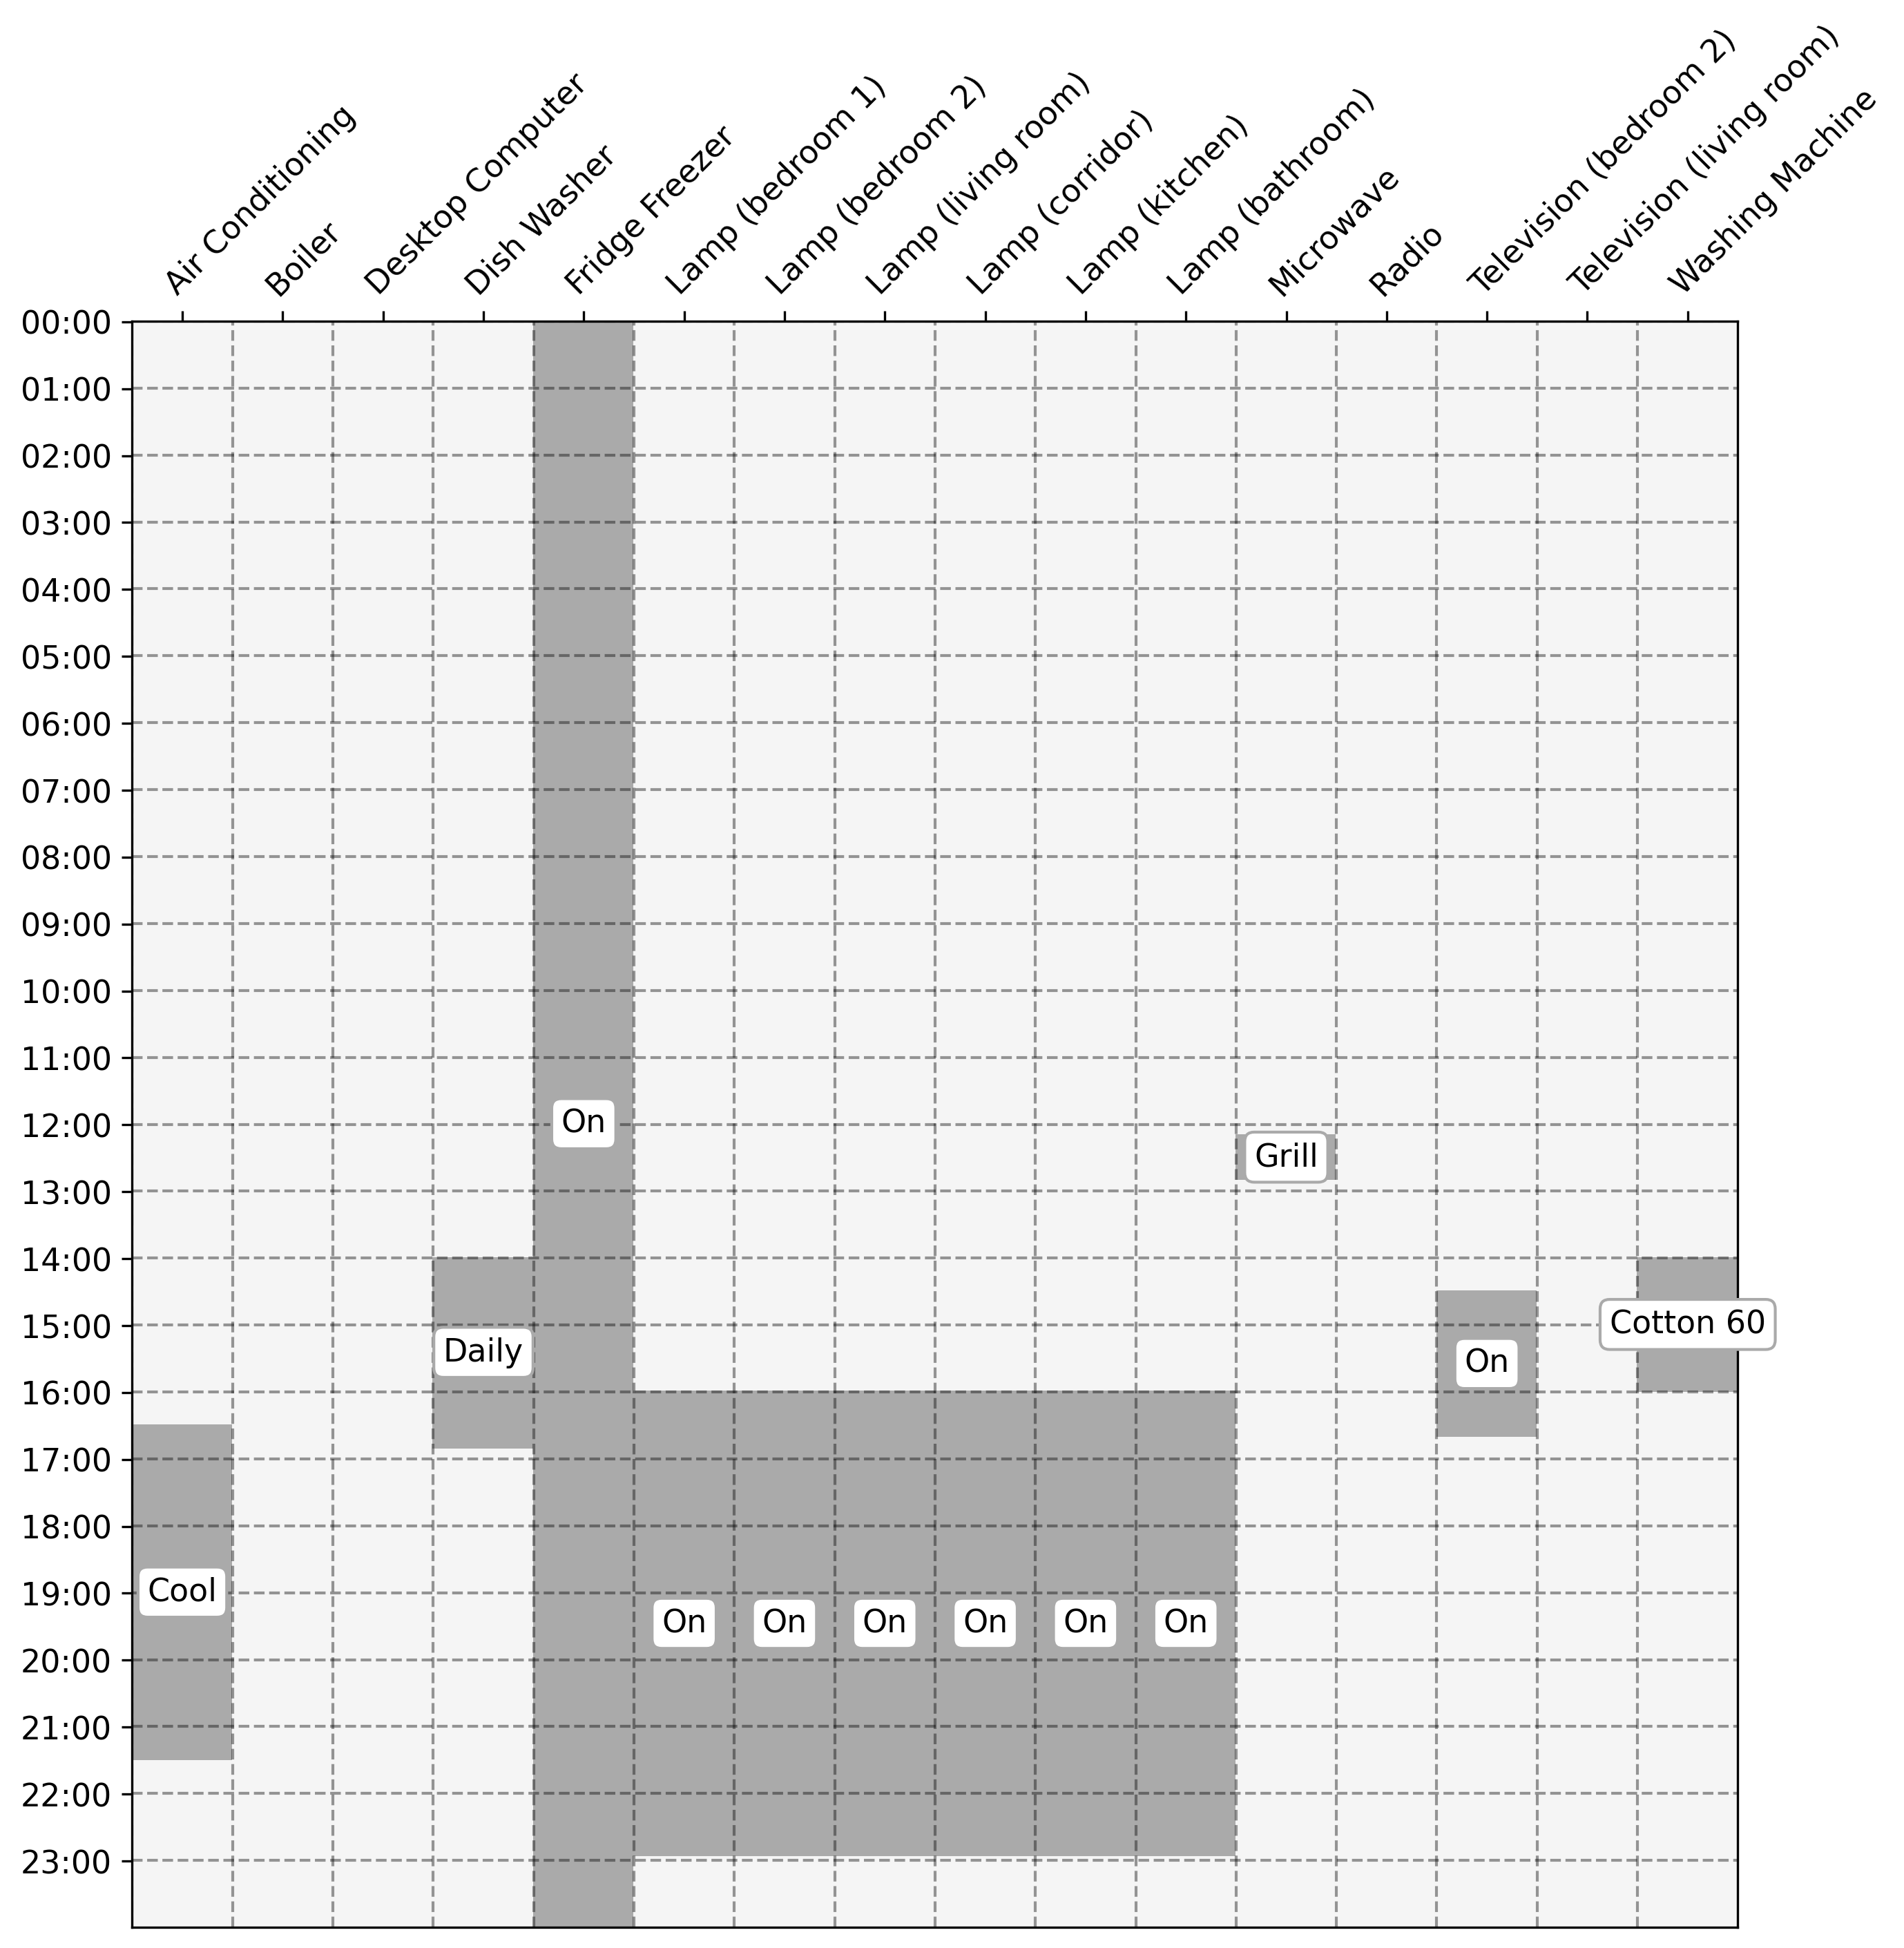 Air Conditioning
Boiler
Desktop Computer
Dish Washer
Fridge Freezer
Lamp (bedroom 1)
Lamp (bedroom 2)
Lamp (living room)
Lamp (corridor)
Lamp (kitchen)
Lamp (bathroom)
Microwave
Radio
Television (bedroom 2)
Television (living room)
Washing Machine
00:00
01:00
02:00
03:00
04:00
05:00
06:00
07:00
08:00
09:00
10:00
11:00
12:00
13:00
14:00
15:00
16:00
17:00
18:00
19:00
20:00
21:00
22:00
23:00
On
Grill
Cotton 60
Daily
On
Cool
On
On
On
On
On
On